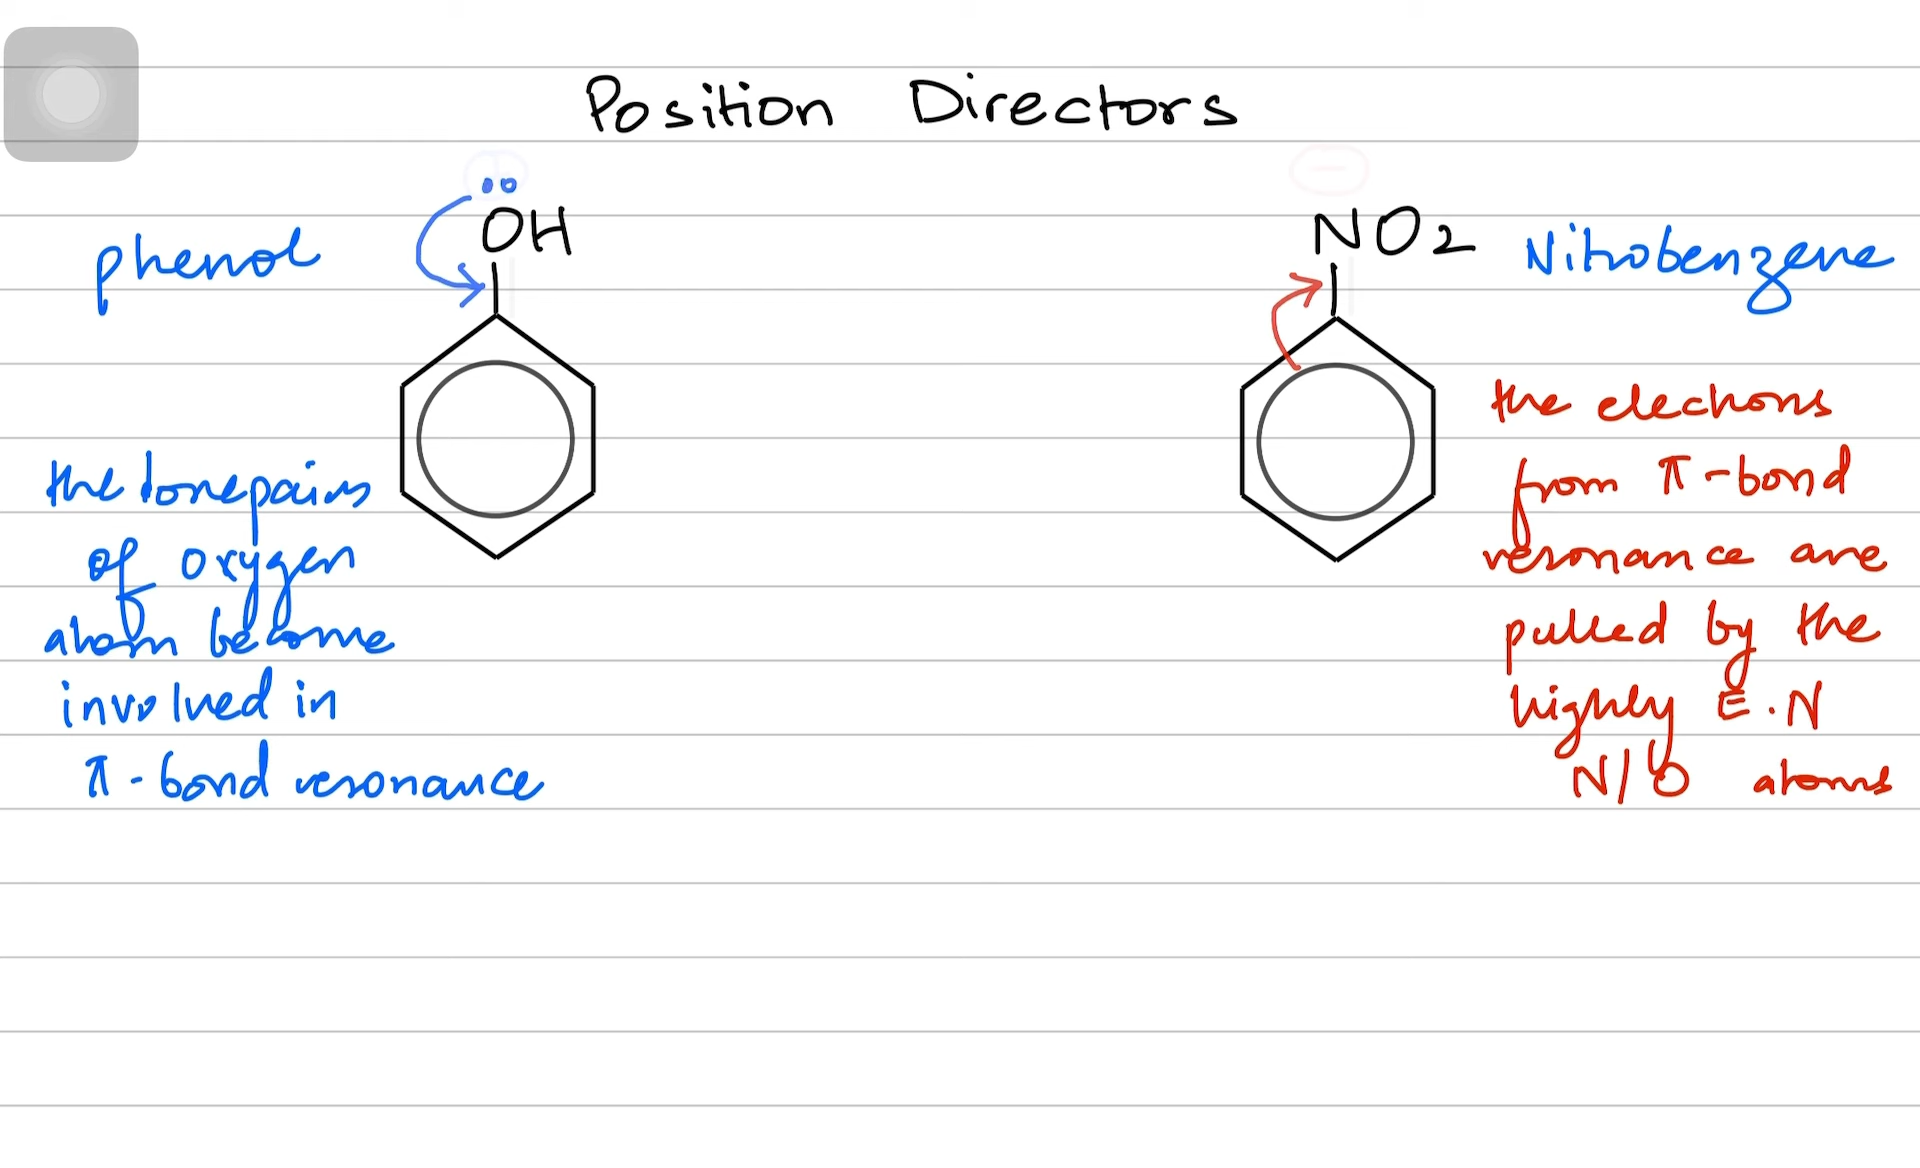 Position Directors
OH
phenol
NO2
Nitrobenzene
the lonepairs
of oxygen
atom become
involved in
π-bond resonance
the electrons
from π-bond
resonance are
pulled by the
highly E.N
N/O atoms